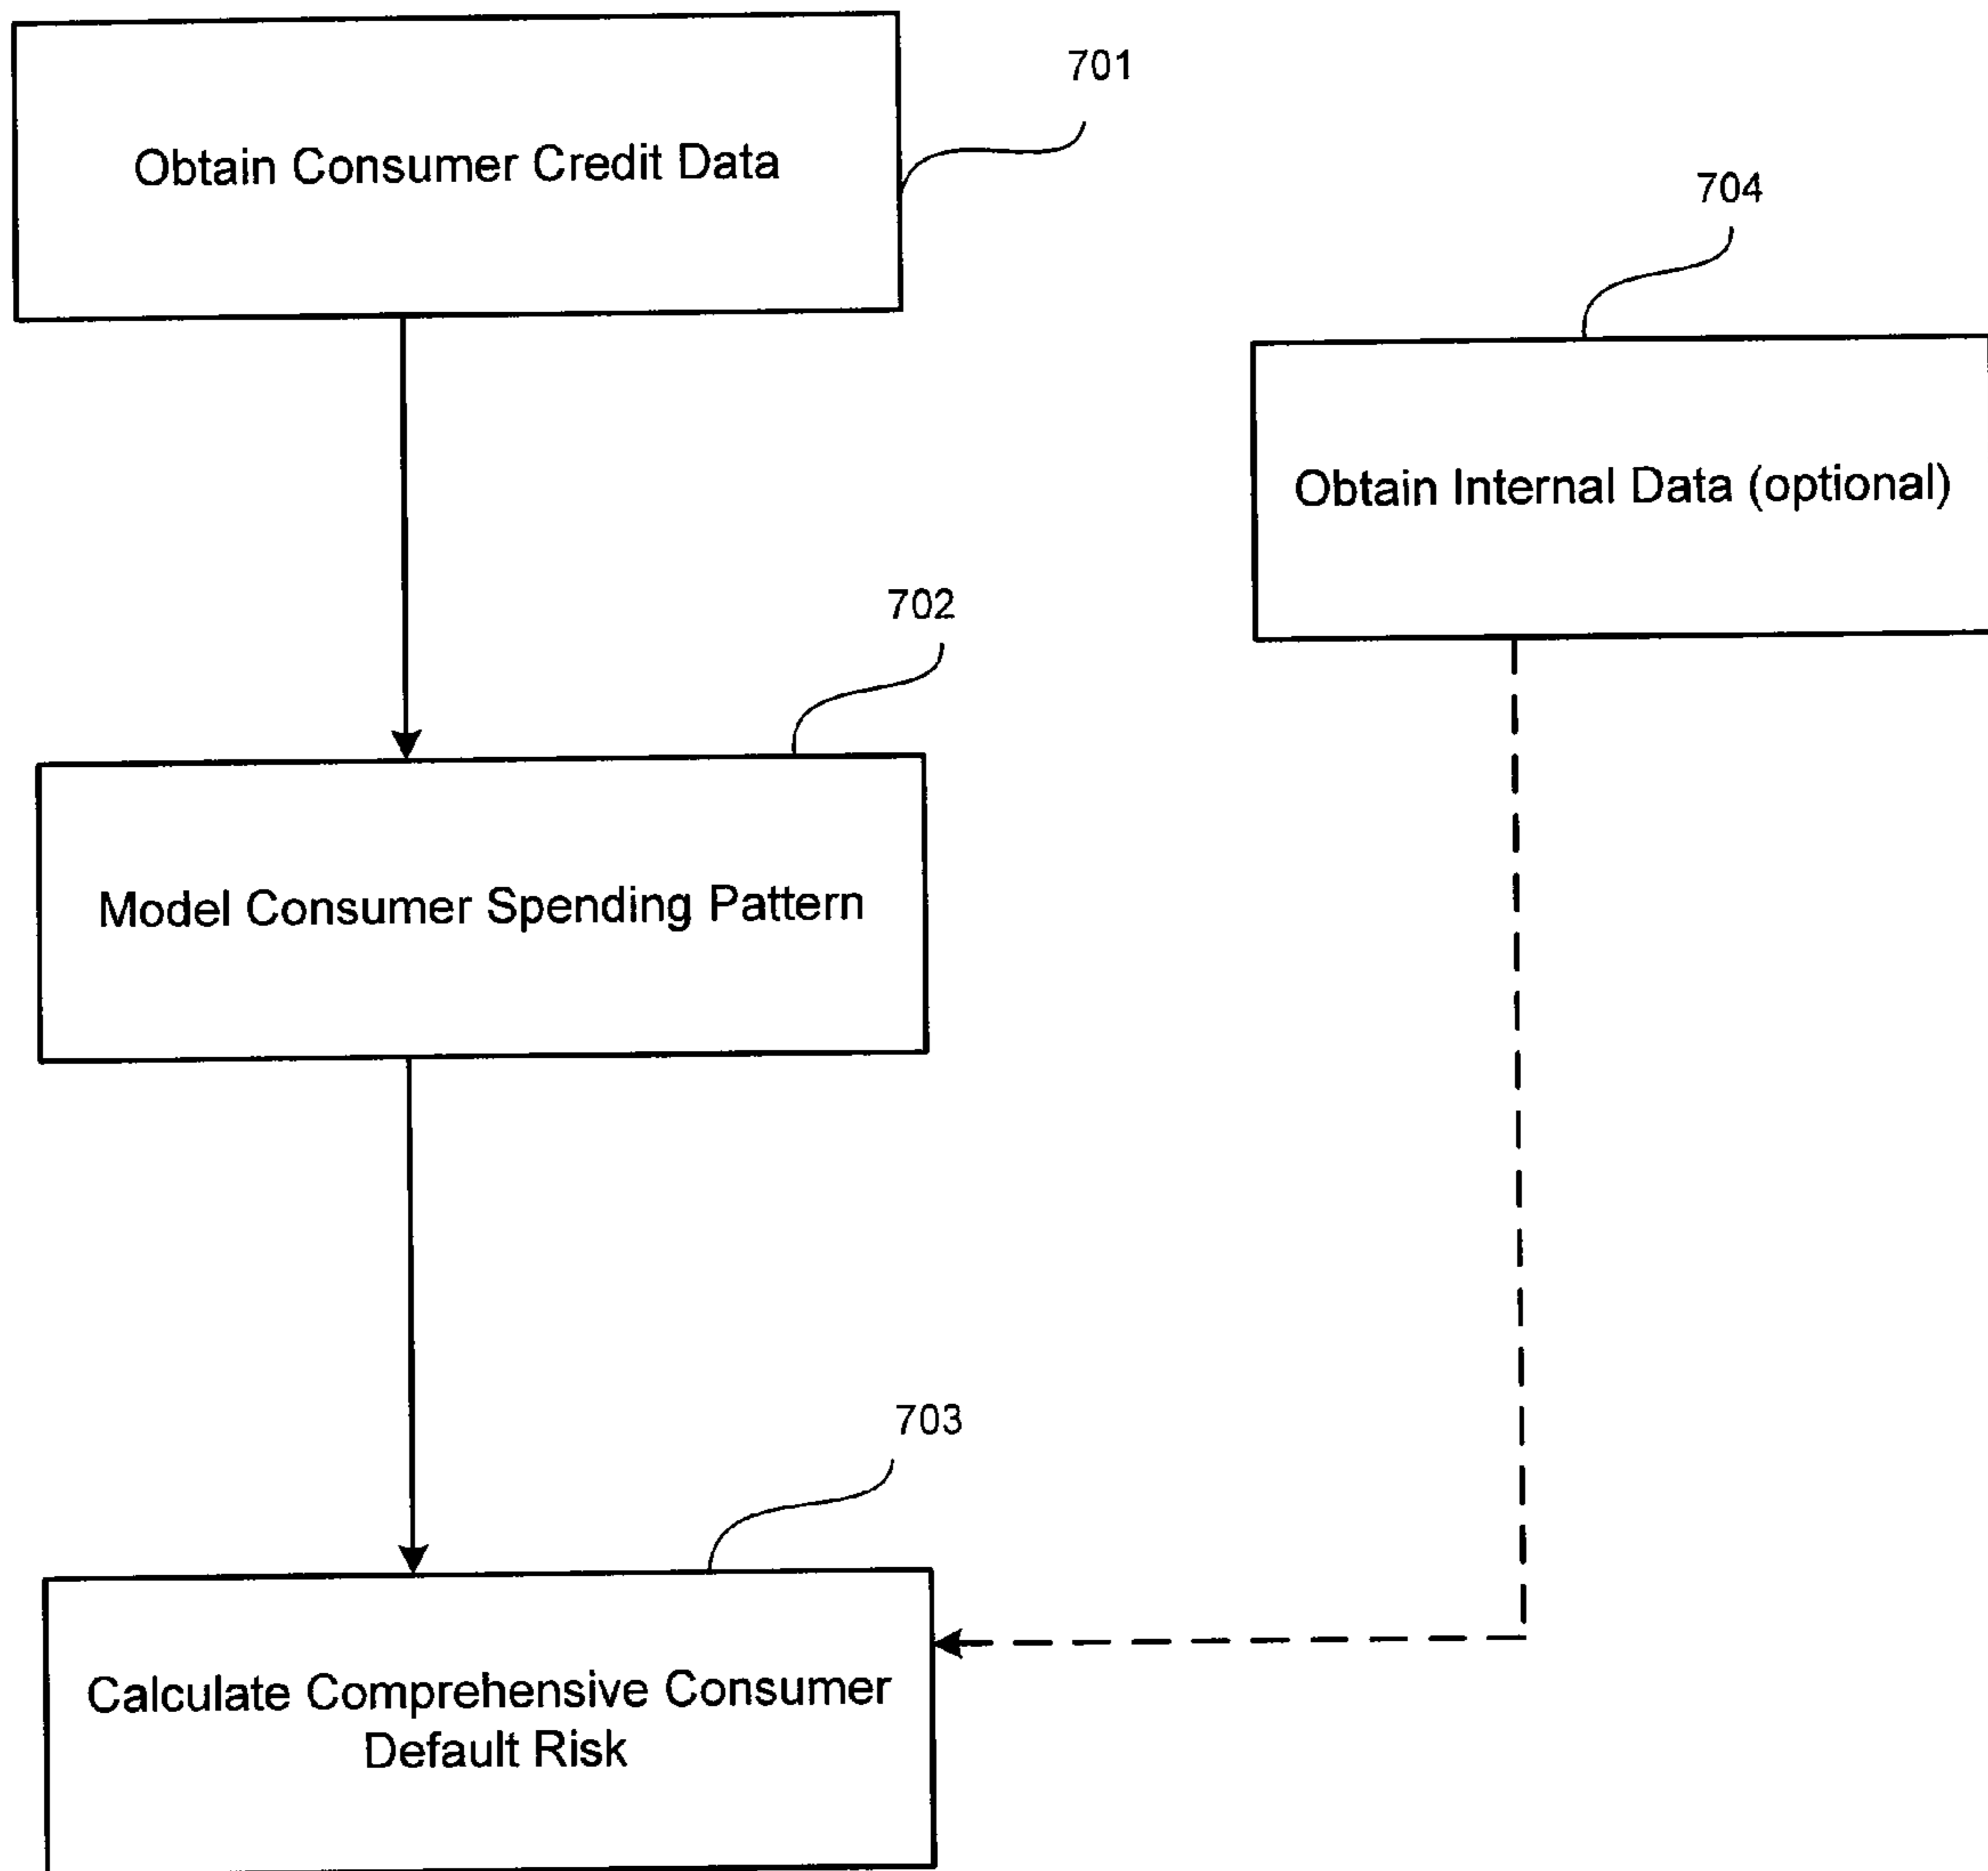 701
Obtain Consumer Credit Data
704
Obtain Internal Data (optional)
702
Model Consumer Spending Pattern
703
Calculate Comprehensive Consumer
Default Risk